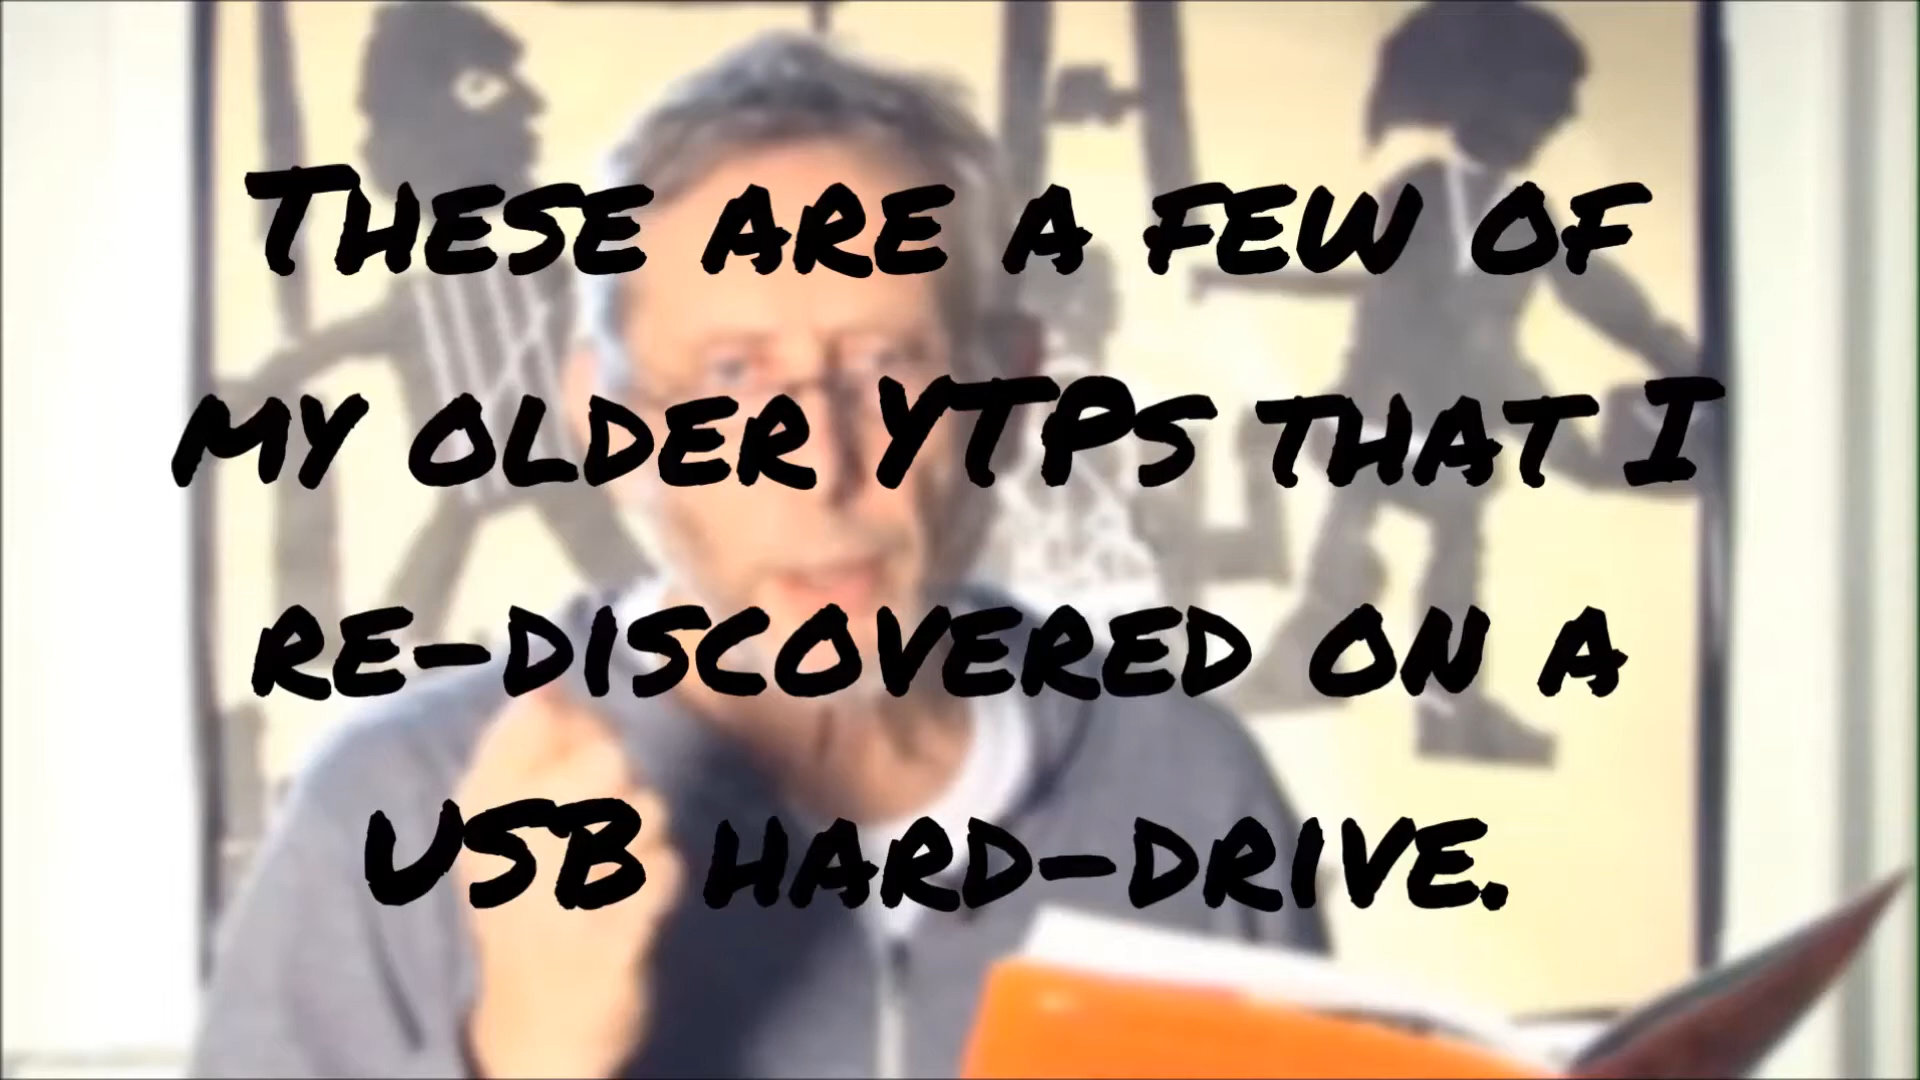 These are a few of
my older YTPs that I
re-discovered on a
USB hard-drive.